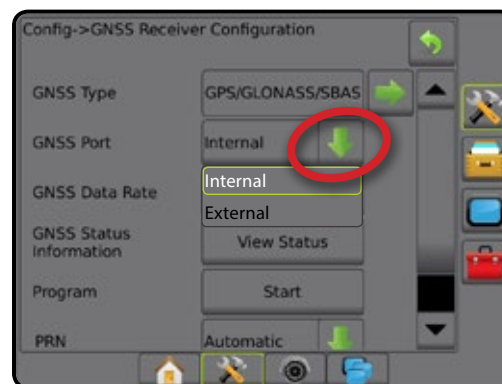 Config->GNSS Receiver Configuration
GNSS Type
GPS/GLONASS/SBAS
GNSS Port
Internal
Internal
External
GNSS Data Rate
GNSS Status
Information
View Status
Program
Start
PRN
Automatic